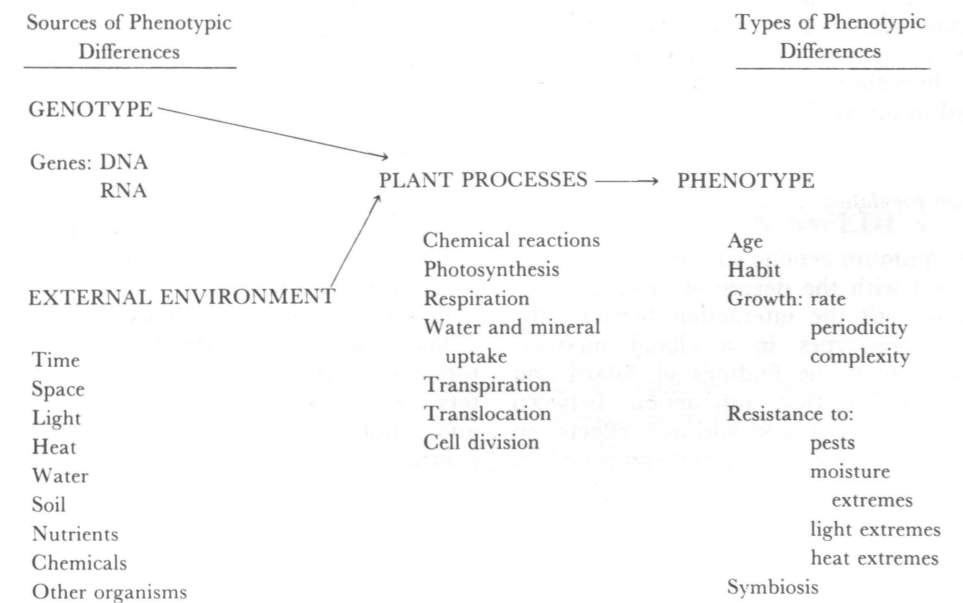 Sources of Phenotypic
Differences
GENOTYPE
Genes: DNA
RNA
EXTERNAL ENVIRONMENT
Time
Space
Light
Heat
Water
Soil
Nutrients
Chemicals
Other organisms
PLANT PROCESSES
Chemical reactions
Photosynthesis
Respiration
Water and mineral
uptake
Transpiration
Translocation
Cell division
Types of Phenotypic
Differences
PHENOTYPE
Age
Habit
Growth: rate
periodicity
complexity
Resistance to:
pests
moisture
extremes
light extremes
heat extremes
Symbiosis